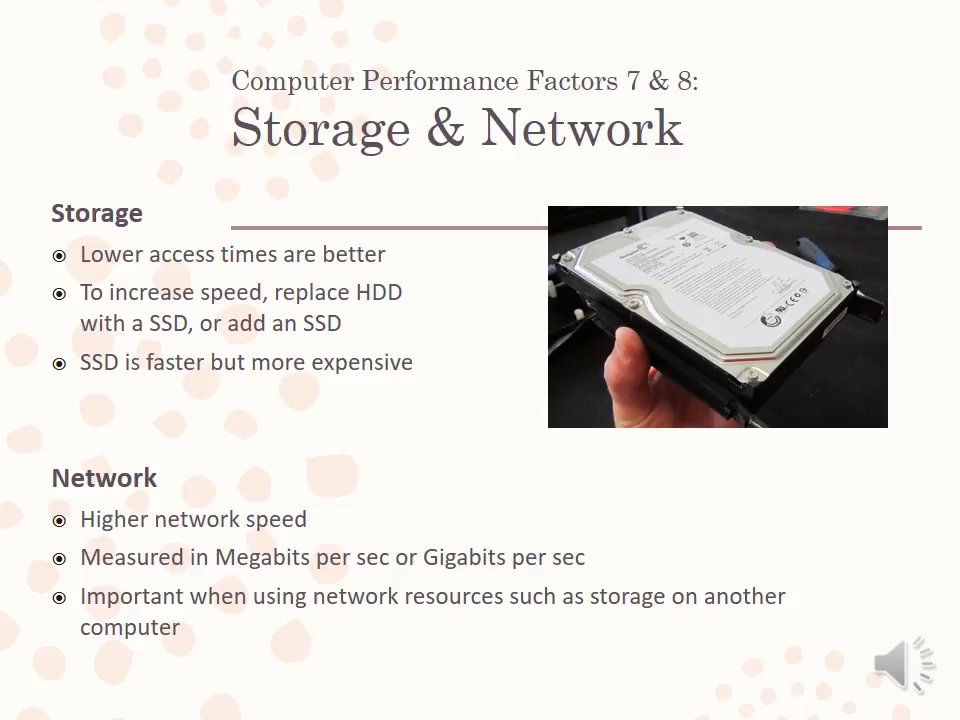 Computer Performance Factors 7 & 8:
Storage & Network
Storage
Lower access times are better
To increase speed, replace HDD
with a SSD, or add an SSD
SSD is faster but more expensive
Network
Higher network speed
Measured in Megabits per sec or Gigabits per sec
Important when using network resources such as storage on another
computer